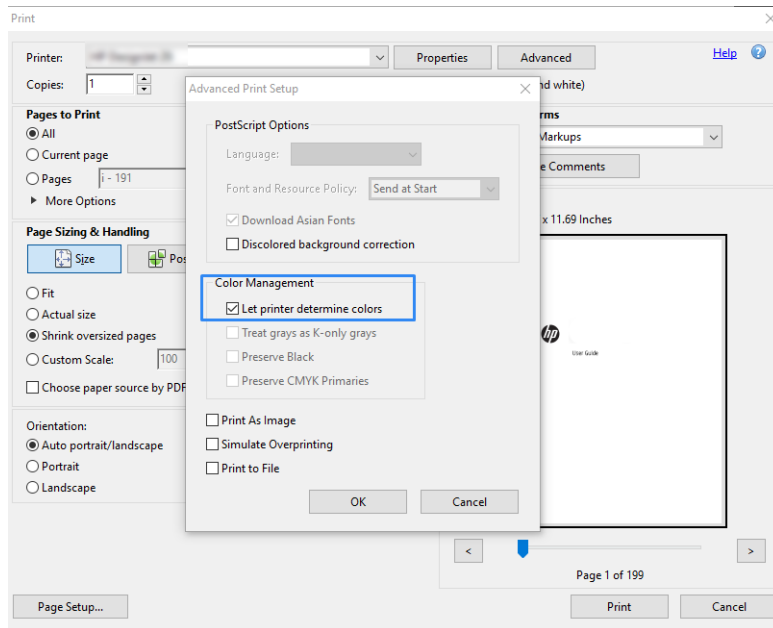 Print
Printer:
Properties
Advanced
Help
?
Copies:
1
nd white)
Pages to Print
All
Current page
Pages
i - 191
More Options
Page Sizing & Handling
Size
Pos
Fit
Actual size
Shrink oversized pages
Custom Scale:
100
Choose paper source by PDF
Orientation:
Auto portrait/landscape
Portrait
Landscape
Advanced Print Setup
PostScript Options
Language:
Font and Resource Policy:
Send at Start
Download Asian Fonts
Discolored background correction
Color Management
Let printer determine colors
Treat grays as K-only grays
Preserve Black
Preserve CMYK Primaries
Print As Image
Simulate Overprinting
Print to File
OK
Cancel
rms
Markups
e Comments
x 11.69 Inches
hp
User Guide
<
>
Page 1 of 199
Page Setup...
Print
Cancel